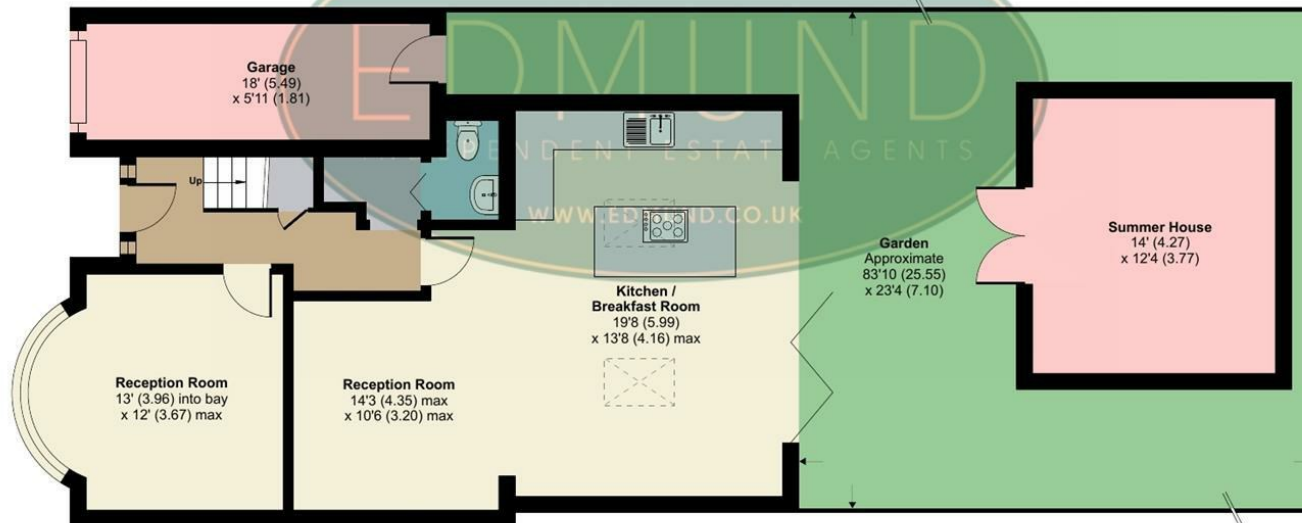 EDMUND
INDEPENDENT ESTATE AGENTS
WWW.EDMUND.CO.UK
Garage
18' (5.49)
x 5'11 (1.81)
Up
Reception Room
13' (3.96) into bay
x 12' (3.67) max
Reception Room
14'3 (4.35) max
x 10'6 (3.20) max
Kitchen /
Breakfast Room
19'8 (5.99)
x 13'8 (4.16) max
Garden
Approximate
83'10 (25.55)
x 23'4 (7.10)
Summer House
14' (4.27)
x 12'4 (3.77)